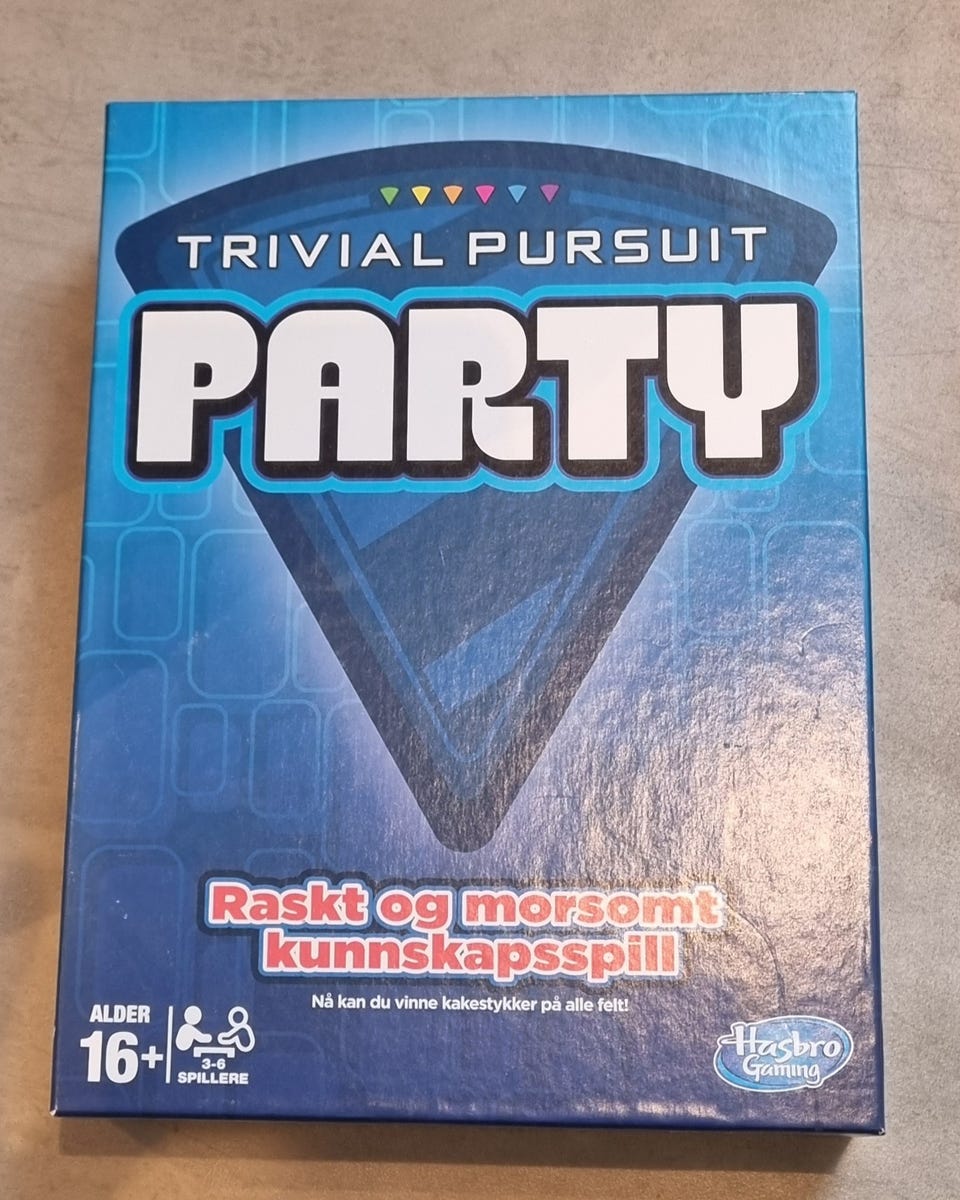 TRIVIAL PURSUIT
PARTY
Raskt og morsomt
kunnskapsspill
Nå kan du vinne kakestykker på alle felt!
ALDER
16+
3-6
SPILLERE
Hasbro
Gaming